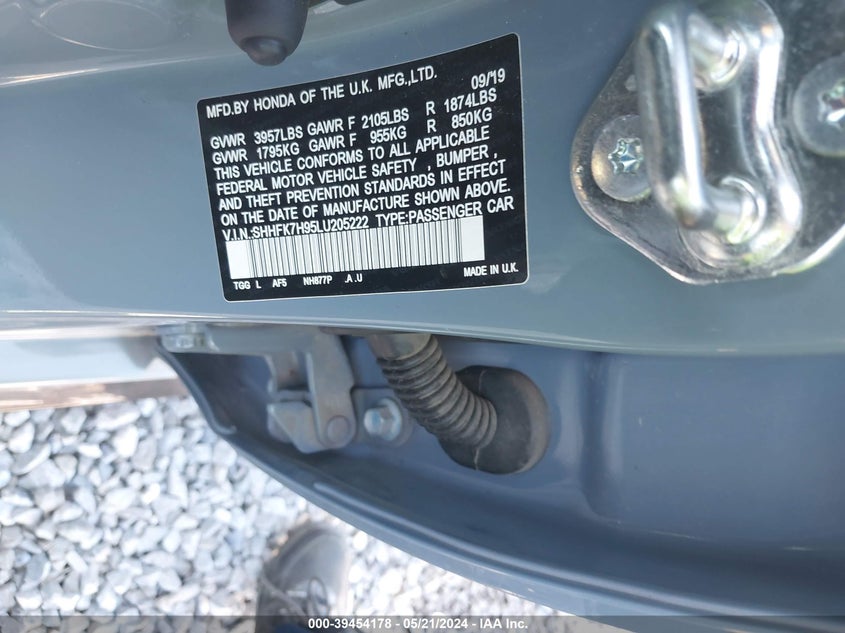 MFD.BY HONDA OF THE U.K. MFG.,LTD. 09/19
GVWR 3957LBS GAWR F 2105LBS R 1874LBS
GVWR 1795KG GAWR F 955KG R 850KG
THIS VEHICLE CONFORMS TO ALL APPLICABLE
FEDERAL MOTOR VEHICLE SAFETY , BUMPER ,
AND THEFT PREVENTION STANDARDS IN EFFECT
ON THE DATE OF MANUFACTURE SHOWN ABOVE.
V.I.N.:SHHFK7H95LU205222 TYPE:PASSENGER CAR
TGG L AF5 NH877P .A .U MADE IN U.K.
000-39454178 - 05/21/2024 - IAA Inc.